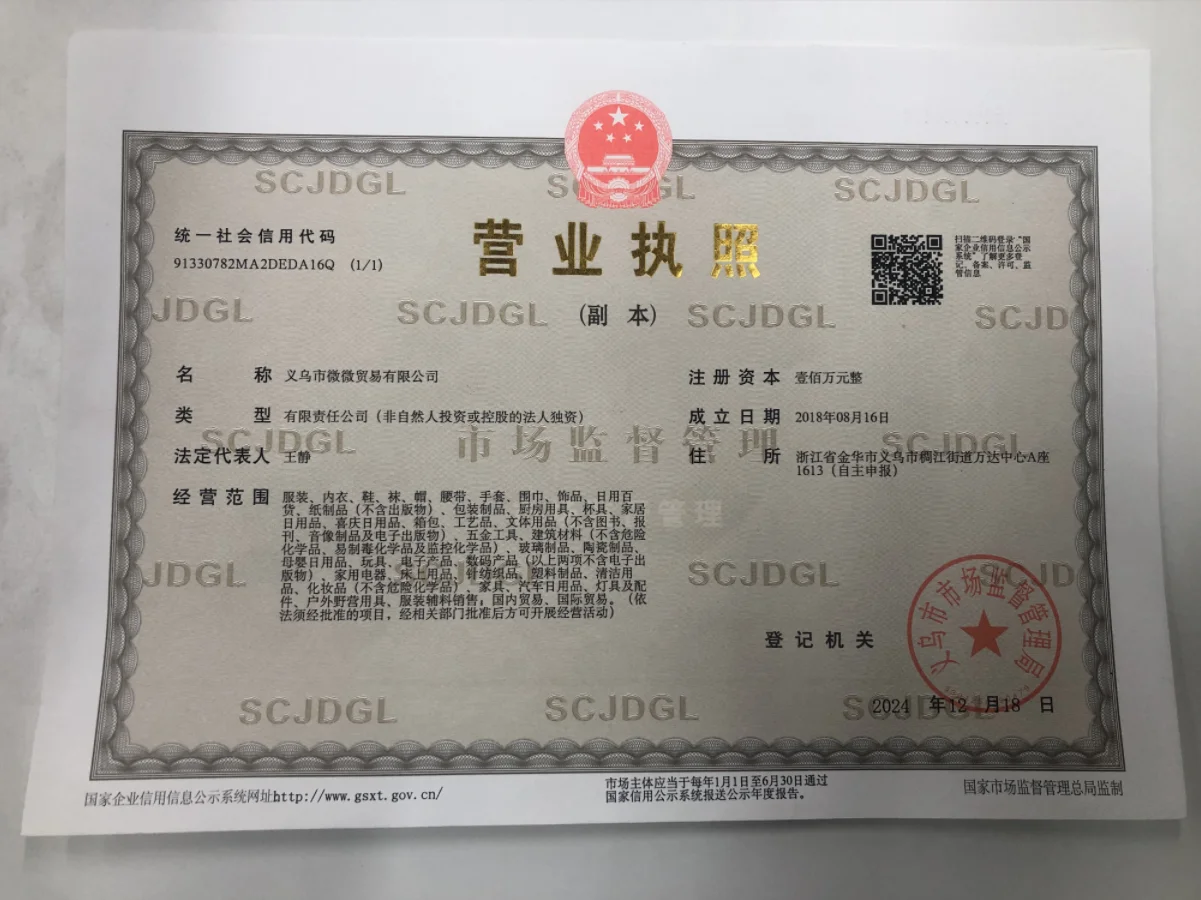 SCJDGL SCJDGL
统一社会信用代码
91330782MA2DEDA16Q (1/1)
营业执照
(副本)
扫描二维码登录“国
家企业信用信息公示
系统”了解更多登
记、备案、许可、监
管信息
JDGL SCJDGL SCJDGL SCJD
名称 义乌市微微贸易有限公司
类型 有限责任公司（非自然人投资或控股的法人独资）
法定代表人 王静
经营范围 服装、内衣、鞋、袜、帽、腰带、手套、围巾、饰品、日用百
货、纸制品（不含出版物）、包装制品、厨房用具、杯具、家居
日用品、喜庆日用品、箱包、工艺品、文体用品（不含图书、报
刊、音像制品及电子出版物）、五金工具、建筑材料（不含危险
化学品、易制毒化学品及监控化学品）、玻璃制品、陶瓷制品、
母婴日用品、玩具、电子产品、数码产品（以上两项不含电子出
版物）、家用电器、床上用品、针纺织品、塑料制品、清洁用
品、化妆品（不含危险化学品）、家具、汽车日用品、灯具及配
件、户外野营用具、服装辅料销售；国内贸易、国际贸易。（依
法须经批准的项目，经相关部门批准后方可开展经营活动）
注册资本 壹佰万元整
成立日期 2018年08月16日
住所 浙江省金华市义乌市稠江街道万达中心A座
1613（自主申报）
SCJDGL 市场监督管理 SCJDGL
管理
JDGL SCJDGL SCJD
登记机关
义乌市市场监督管理局
2024 年12 月18 日
SCJDGL SCJDGL SCJDGL
国家企业信用信息公示系统网址http://www.gsxt.gov.cn/
市场主体应当于每年1月1日至6月30日通过
国家信用公示系统报送公示年度报告。
国家市场监督管理总局监制